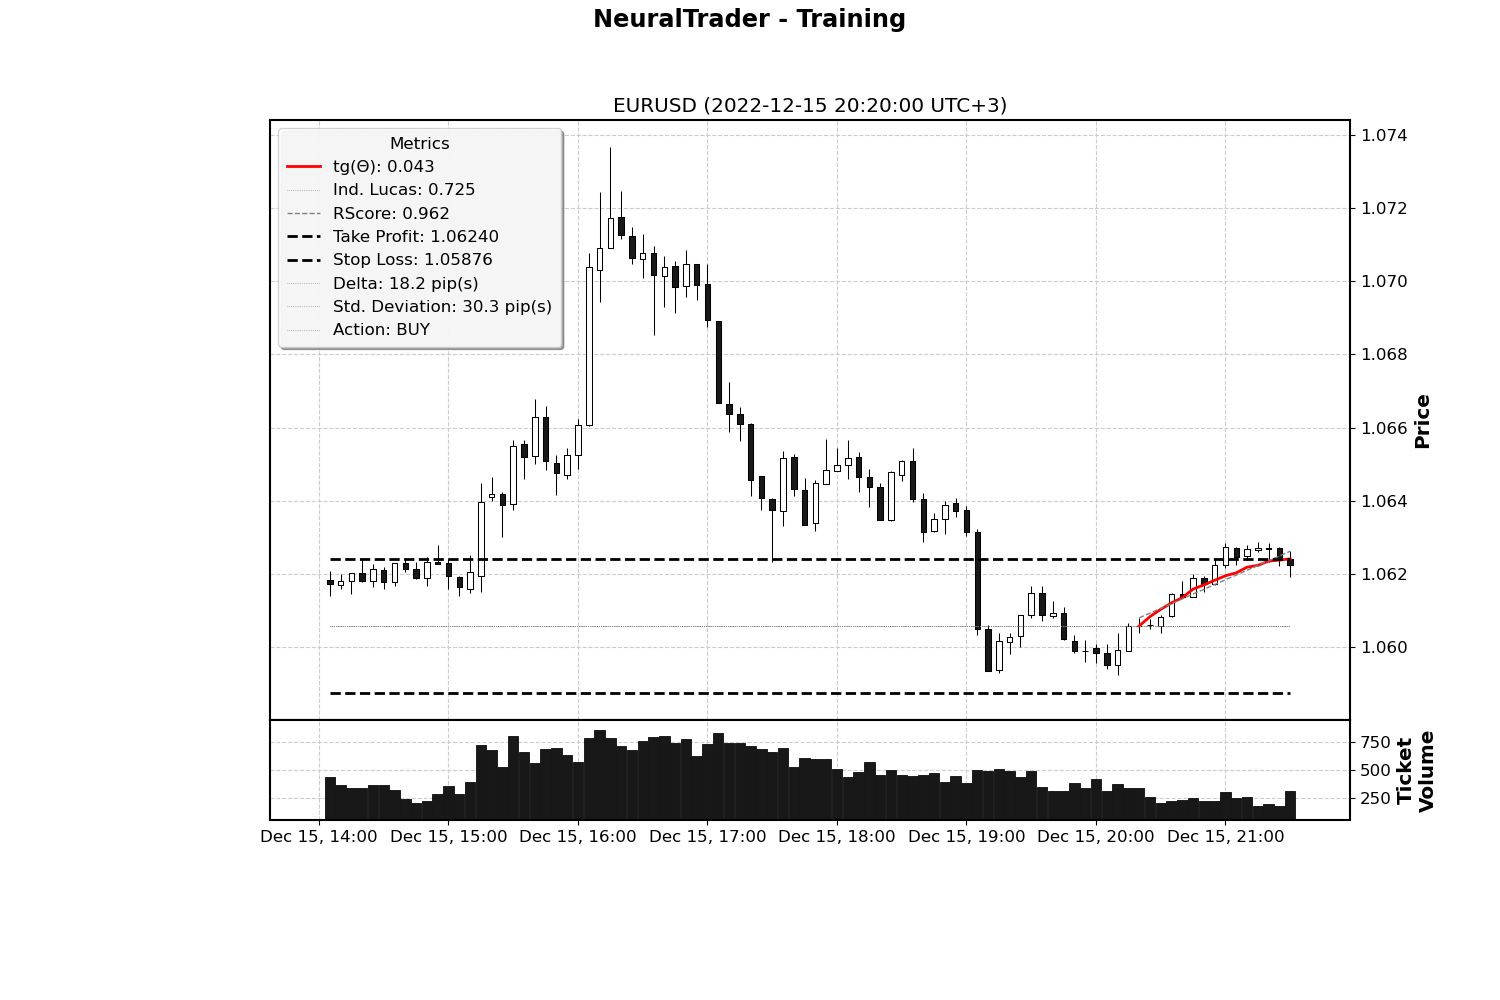 NeuralTrader - Training
EURUSD (2022-12-15 20:20:00 UTC+3)
Metrics
tg(Θ): 0.043
Ind. Lucas: 0.725
RScore: 0.962
Take Profit: 1.06240
Stop Loss: 1.05876
Delta: 18.2 pip(s)
Std. Deviation: 30.3 pip(s)
Action: BUY
1.074
1.072
1.070
1.068
1.066
1.064
1.062
1.060
Price
750
500
250
Ticket
Volume
Dec 15, 14:00
Dec 15, 15:00
Dec 15, 16:00
Dec 15, 17:00
Dec 15, 18:00
Dec 15, 19:00
Dec 15, 20:00
Dec 15, 21:00